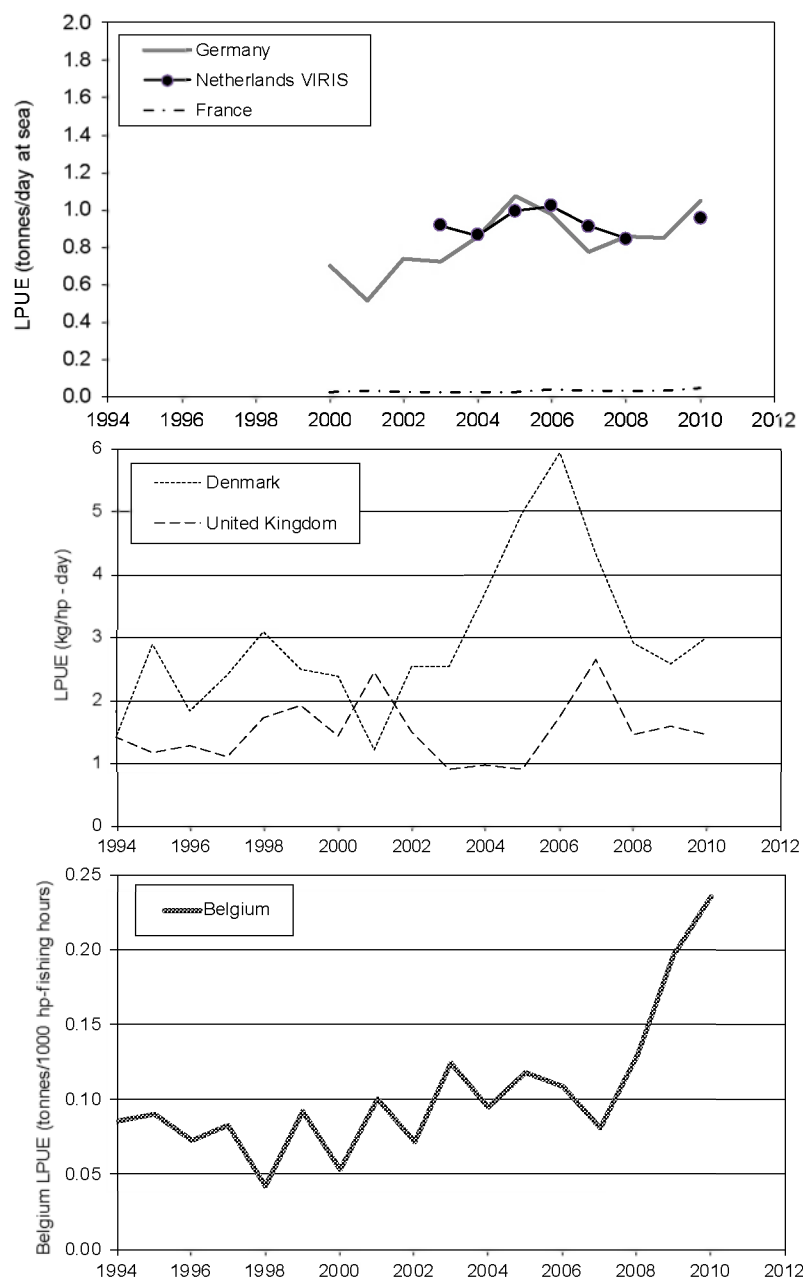 LPUE (tonnes/day at sea)
2.0
1.8
1.6
1.4
1.2
1.0
0.8
0.6
0.4
0.2
0.0
Germany
Netherlands VIRIS
France
1994 1996 1998 2000 2002 2004 2006 2008 2010 2012
LPUE (kg/hp - day)
6
5
4
3
2
1
0
Denmark
United Kingdom
1994 1996 1998 2000 2002 2004 2006 2008 2010 2012
Belgium LPUE (tonnes/1000 hp-fishing hours)
0.25
0.20
0.15
0.10
0.05
0.00
Belgium
1994 1996 1998 2000 2002 2004 2006 2008 2010 2012